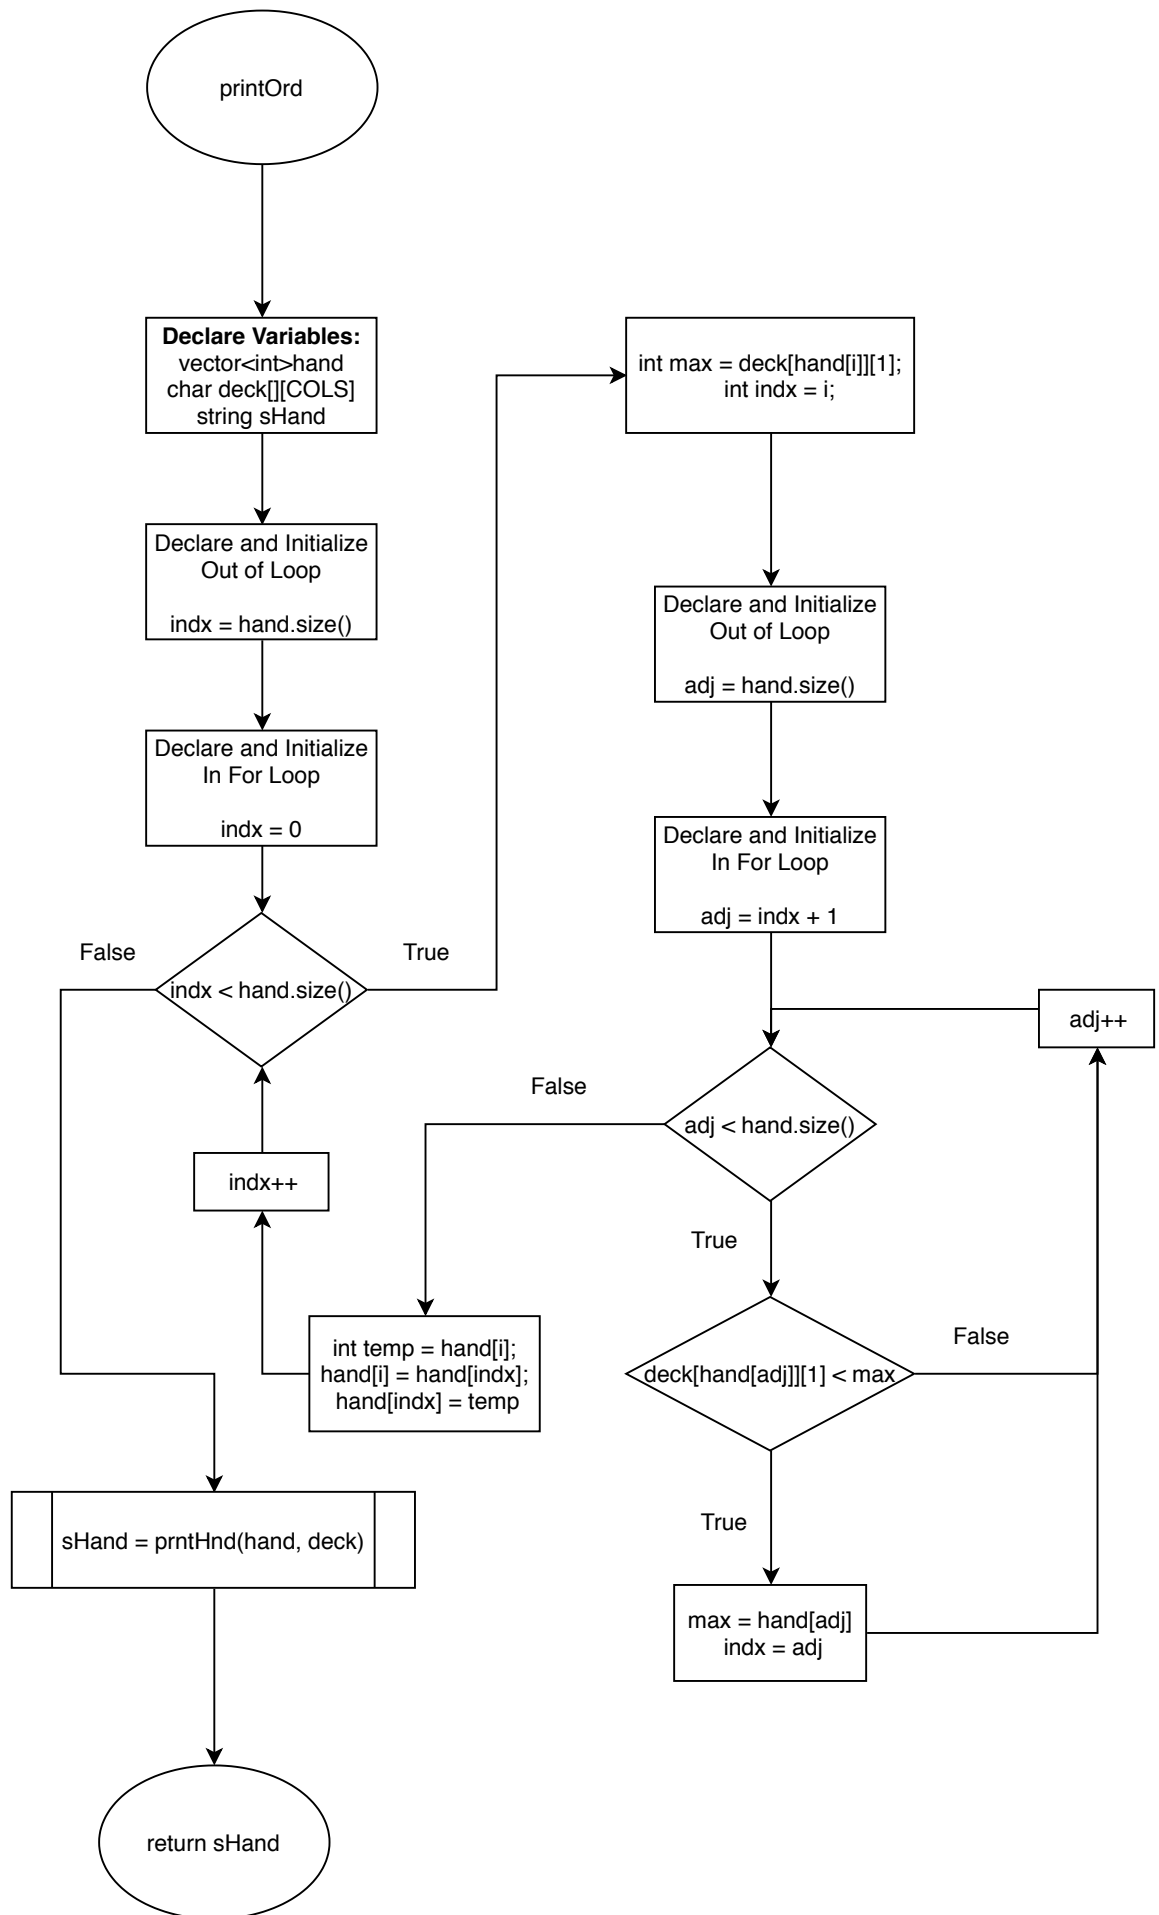 printOrd
Declare Variables:
vector<int>hand
char deck[][COLS]
string sHand
Declare and Initialize
Out of Loop
indx = hand.size()
Declare and Initialize
In For Loop
indx = 0
False
True
indx < hand.size()
indx++
int temp = hand[i];
hand[i] = hand[indx];
hand[indx] = temp
sHand = prntHnd(hand, deck)
return sHand
int max = deck[hand[i]][1];
int indx = i;
Declare and Initialize
Out of Loop
adj = hand.size()
Declare and Initialize
In For Loop
adj = indx + 1
adj++
False
adj < hand.size()
True
False
deck[hand[adj]][1] < max
True
max = hand[adj]
indx = adj